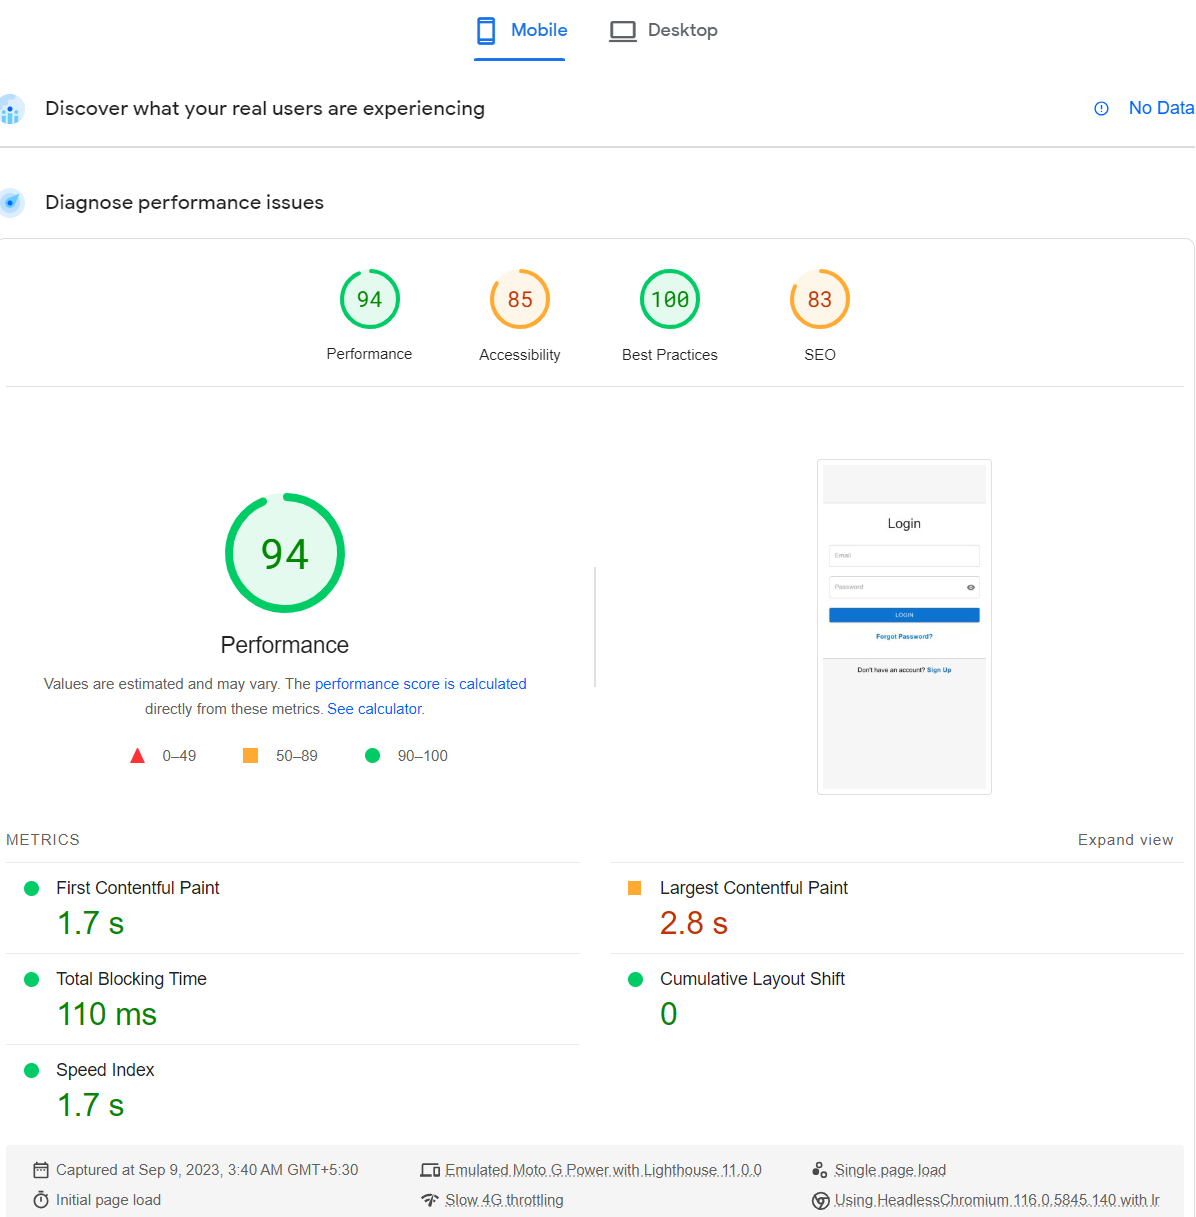 Mobile Desktop
Discover what your real users are experiencing No Data
Diagnose performance issues
94 85 100 83
Performance Accessibility Best Practices SEO
94
Performance
Values are estimated and may vary. The performance score is calculated
directly from these metrics. See calculator.
0–49 50–89 90–100
Login
Email
Password
LOGIN
Forgot Password?
Don't have an account? Sign Up
METRICS Expand view
First Contentful Paint
1.7 s
Largest Contentful Paint
2.8 s
Total Blocking Time
110 ms
Cumulative Layout Shift
0
Speed Index
1.7 s
Captured at Sep 9, 2023, 3:40 AM GMT+5:30 Emulated Moto G Power with Lighthouse 11.0.0 Single page load
Initial page load Slow 4G throttling Using HeadlessChromium 116.0.5845.140 with lr